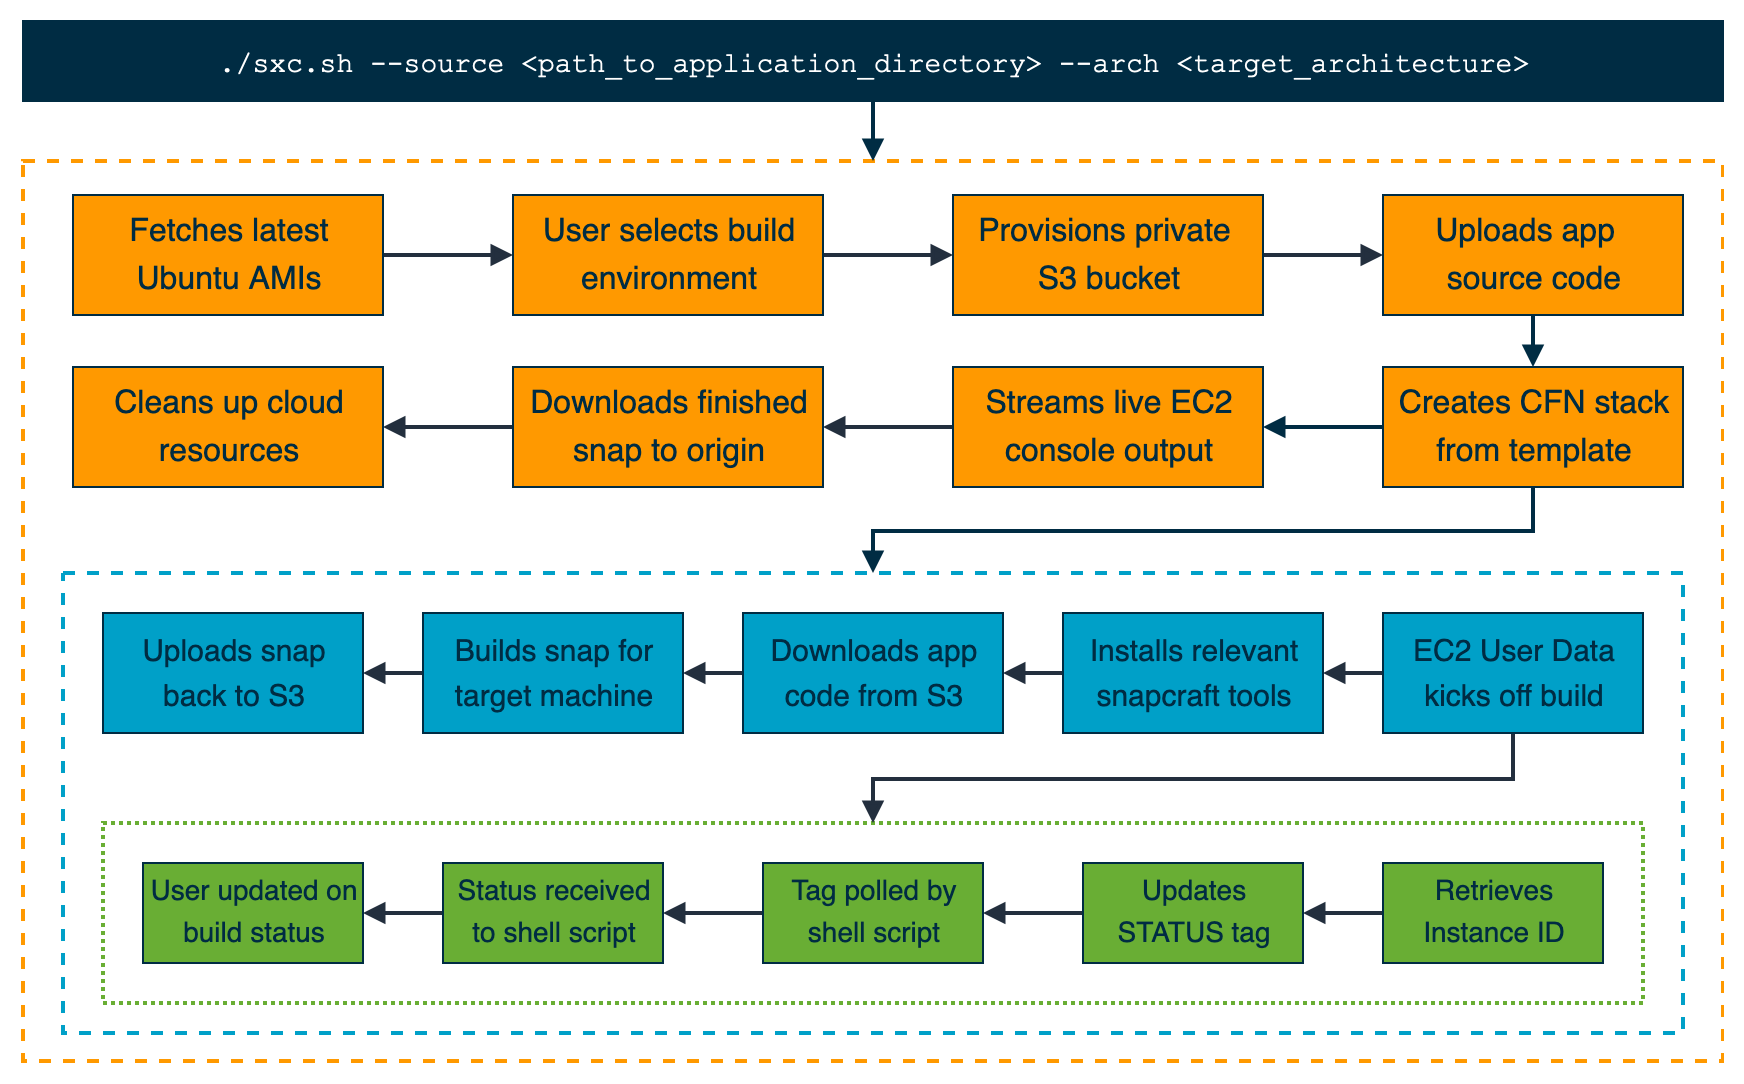 ./sxc.sh --source <path_to_application_directory> --arch <target_architecture>
Fetches latest
Ubuntu AMIs
User selects build
environment
Provisions private
S3 bucket
Uploads app
source code
Cleans up cloud
resources
Downloads finished
snap to origin
Streams live EC2
console output
Creates CFN stack
from template
Uploads snap
back to S3
Builds snap for
target machine
Downloads app
code from S3
Installs relevant
snapcraft tools
EC2 User Data
kicks off build
User updated on
build status
Status received
to shell script
Tag polled by
shell script
Updates
STATUS tag
Retrieves
Instance ID